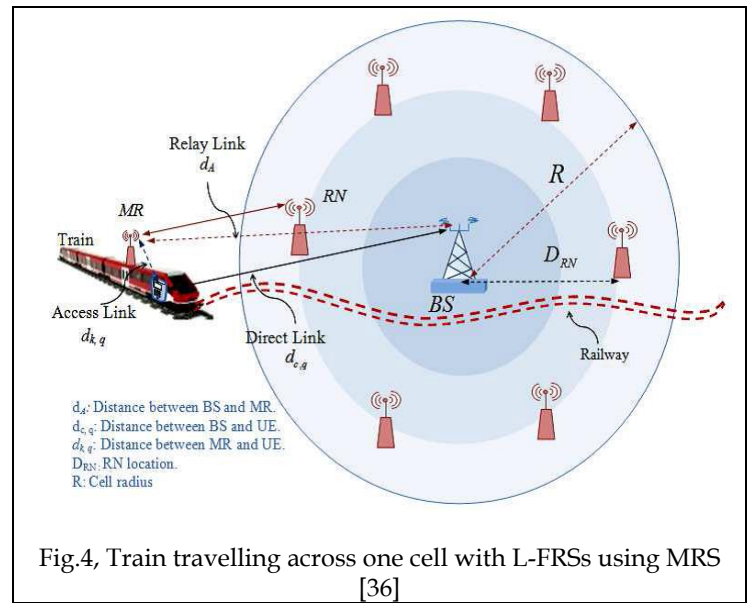 Relay Link
d_A
MR
RN
R
Train
D_RN
BS
Access Link
d_k, q
Direct Link
d_c,q
Railway
d_A: Distance between BS and MR.
d_c, q: Distance between BS and UE.
d_k, q: Distance between MR and UE.
D_RN: RN location.
R: Cell radius
Fig.4, Train travelling across one cell with L-FRSs using MRS
[36]